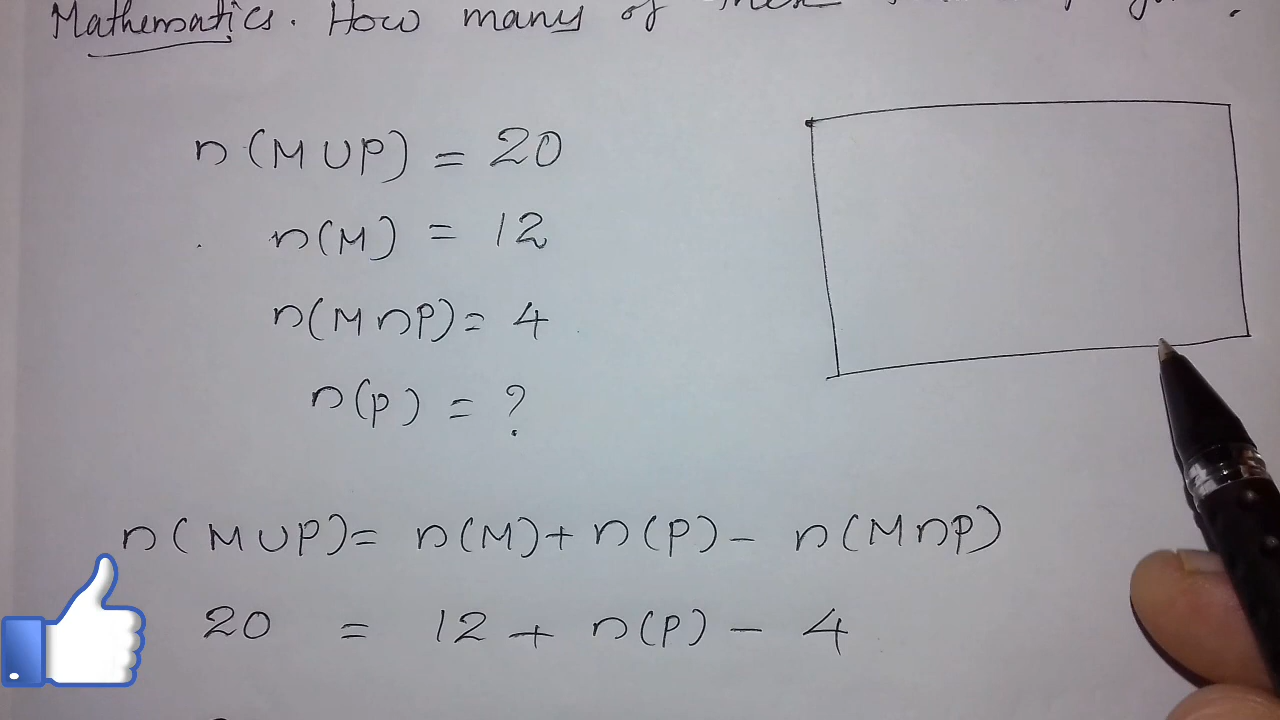 Mathematics. How many of
n(M∪P) = 20
n(M) = 12
n(M∩P) = 4
n(P) = ?
n(M∪P) = n(M) + n(P) - n(M∩P)
20 = 12 + n(P) - 4